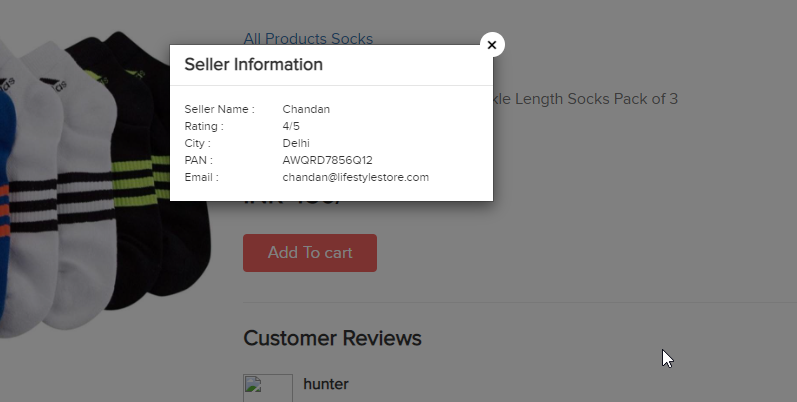 All Products Socks
Seller Information
kle Length Socks Pack of 3
Seller Name : Chandan
Rating : 4/5
City : Delhi
PAN : AWQRD7856Q12
Email : chandan@lifestylestore.com
Add To cart
Customer Reviews
hunter